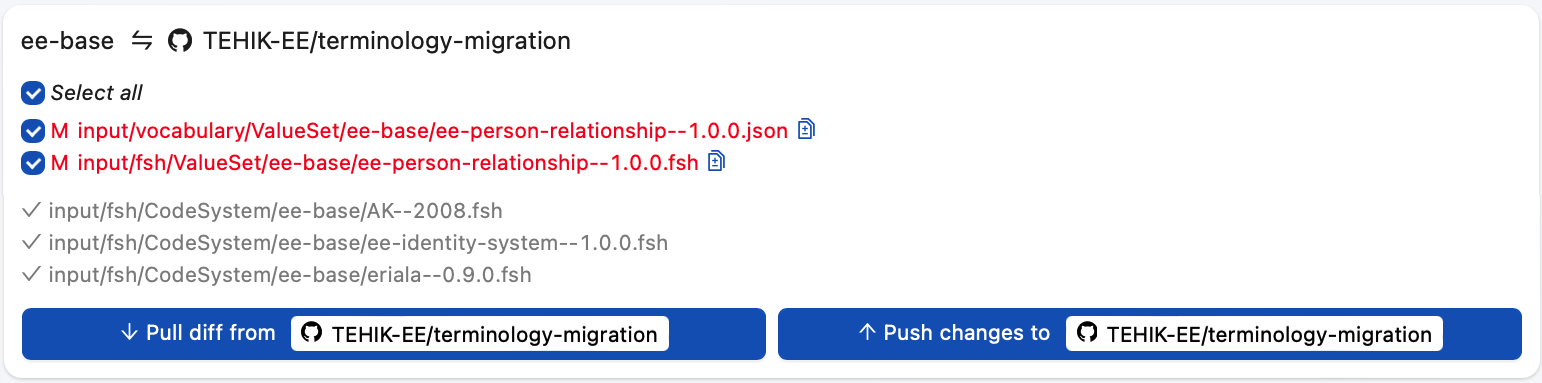 ee-base ⇋ TEHIK-EE/terminology-migration
Select all
M input/vocabulary/ValueSet/ee-base/ee-person-relationship--1.0.0.json
M input/fsh/ValueSet/ee-base/ee-person-relationship--1.0.0.fsh
input/fsh/CodeSystem/ee-base/AK--2008.fsh
input/fsh/CodeSystem/ee-base/ee-identity-system--1.0.0.fsh
input/fsh/CodeSystem/ee-base/eriala--0.9.0.fsh
↓ Pull diff from TEHIK-EE/terminology-migration
↑ Push changes to TEHIK-EE/terminology-migration